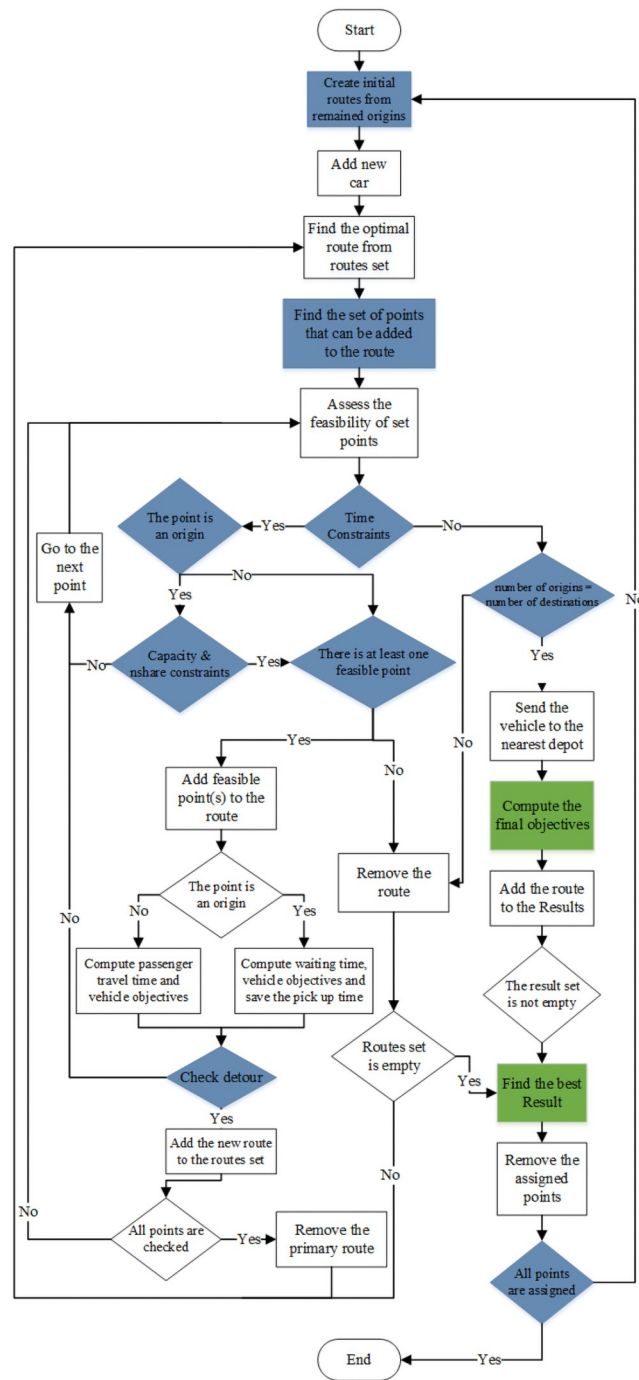 Start
Create initial
routes from
remained origins
Add new
car
Find the optimal
route from
routes set
Find the set of points
that can be added
to the route
Assess the
feasibility of set
points
The point is
an origin
Yes
Time
Constraints
No
Go to the
next
point
Yes
No
number of origins =
number of destinations
No
No
Capacity &
nshare constraints
Yes
There is at least one
feasible point
Yes
Send the
vehicle to the
nearest depot
Yes
No
No
Add feasible
point(s) to the
route
Compute the
final objectives
Remove the
route
The point is
an origin
Add the route
to the Results
No
Yes
No
Compute passenger
travel time and
vehicle objectives
Compute waiting time,
vehicle objectives and
save the pick up time
The result set
is not empty
Routes set
is empty
Yes
Check detour
Find the best
Result
Yes
Add the new route
to the routes set
No
Remove the
assigned
points
No
All points are
checked
Yes
Remove the
primary route
All points
are assigned
End
Yes